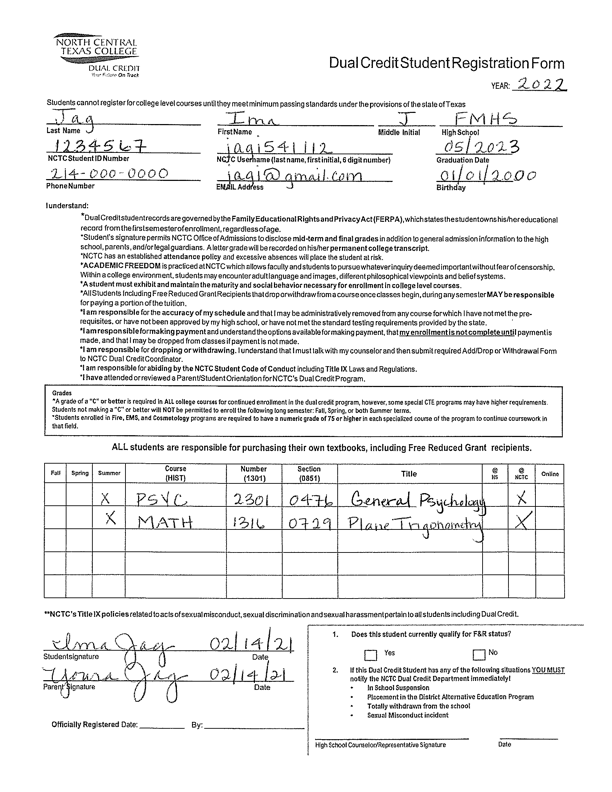 NORTH CENTRAL
TEXAS COLLEGE
DUAL CREDIT
Your Future On Track
Dual Credit Student Registration Form
YEAR: 2022
Students cannot register for college level courses until they meet minimum passing standards under the provisions of the state of Texas
Jag Ima J FMHS
Last Name First Name Middle Initial High School
1234567 jagi541112 05/2023
NCTC Student ID Number NCTC Username (last name, first initial, 6 digit number) Graduation Date
214-000-0000 jagi@gmail.com 01/01/2000
Phone Number EMAIL Address Birthday
I understand:
*Dual Credit student records are governed by the Family Educational Rights and Privacy Act (FERPA), which states the student owns his/her educational
record from the first semester of enrollment, regardless of age.
*Student's signature permits NCTC Office of Admissions to disclose mid-term and final grades in addition to general admission information to the high
school, parents, and/or legal guardians. A letter grade will be recorded on his/her permanent college transcript.
*NCTC has an established attendance policy and excessive absences will place the student at risk.
*ACADEMIC FREEDOM is practiced at NCTC which allows faculty and students to pursue whatever inquiry deemed important without fear of censorship.
Within a college environment, students may encounter adult language and images, different philosophical viewpoints and belief systems.
*A student must exhibit and maintain the maturity and social behavior necessary for enrollment in college level courses.
*All Students Including Free Reduced Grant Recipients that drop or withdraw from a course once classes begin, during any semester MAY be responsible
for paying a portion of the tuition.
*I am responsible for the accuracy of my schedule and that I may be administratively removed from any course for which I have not met the pre-
requisites, or have not been approved by my high school, or have not met the standard testing requirements provided by the state.
*I am responsible for making payment and understand the options available for making payment, that my enrollment is not complete until payment is
made, and that I may be dropped from classes if payment is not made.
*I am responsible for dropping or withdrawing. I understand that I must talk with my counselor and then submit required Add/Drop or Withdrawal Form
to NCTC Dual Credit Coordinator.
*I am responsible for abiding by the NCTC Student Code of Conduct including Title IX Laws and Regulations.
*I have attended or reviewed a Parent/Student Orientation for NCTC's Dual Credit Program.
Grades
*A grade of a "C" or better is required in ALL college courses for continued enrollment in the dual credit program, however, some special CTE programs may have higher requirements.
Students not making a "C" or better will NOT be permitted to enroll the following long semester: Fall, Spring, or both Summer terms.
*Students enrolled in Fire, EMS, and Cosmetology programs are required to have a numeric grade of 75 or higher in each specialized course of the program to continue coursework in
that field.
ALL students are responsible for purchasing their own textbooks, including Free Reduced Grant recipients.
Fall Spring Summer Course (HIST) Number (1301) Section (0851) Title @ HS @ NCTC Online
X PSYC 2301 0476 General Psychology X
X MATH 1316 0729 Plane Trigonometry X
**NCTC's Title IX policies related to acts of sexual misconduct, sexual discrimination and sexual harassment pertain to all students including Dual Credit.
Ima Jag 02/14/21
Student signature Date
Youra Jag 02/14/21
Parent Signature Date
Officially Registered Date: By:
1. Does this student currently qualify for F&R status?
Yes No
2. If this Dual Credit Student has any of the following situations YOU MUST
notify the NCTC Dual Credit Department immediately!
• In School Suspension
• Placement in the District Alternative Education Program
• Totally withdrawn from the school
• Sexual Misconduct incident
High School Counselor/Representative Signature Date